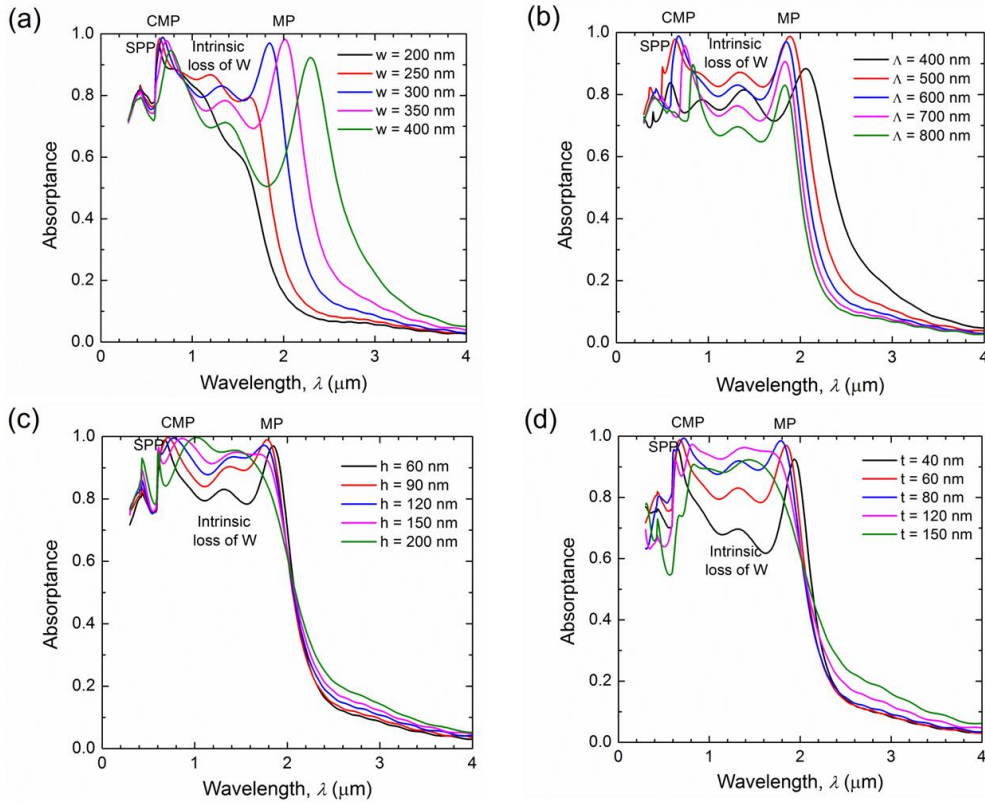 (a)
CMP
MP
SPP
Intrinsic
loss of W
w = 200 nm
w = 250 nm
w = 300 nm
w = 350 nm
w = 400 nm
1.0
0.8
0.6
0.4
0.2
0.0
Absorptance
0
1
2
3
4
Wavelength, λ (μm)
(b)
CMP
MP
SPP
Intrinsic
loss of W
Λ = 400 nm
Λ = 500 nm
Λ = 600 nm
Λ = 700 nm
Λ = 800 nm
1.0
0.8
0.6
0.4
0.2
0.0
Absorptance
0
1
2
3
4
Wavelength, λ (μm)
(c)
CMP
MP
SPP
Intrinsic
loss of W
h = 60 nm
h = 90 nm
h = 120 nm
h = 150 nm
h = 200 nm
1.0
0.8
0.6
0.4
0.2
0.0
Absorptance
0
1
2
3
4
Wavelength, λ (μm)
(d)
CMP
MP
SPP
Intrinsic
loss of W
t = 40 nm
t = 60 nm
t = 80 nm
t = 120 nm
t = 150 nm
1.0
0.8
0.6
0.4
0.2
0.0
Absorptance
0
1
2
3
4
Wavelength, λ (μm)